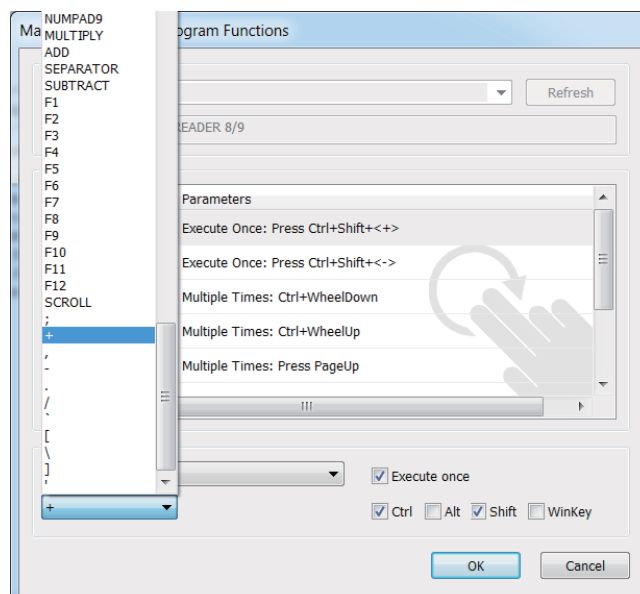 Ma
ogram Functions
Refresh
READER 8/9
Parameters
Execute Once: Press Ctrl+Shift+<+>
Execute Once: Press Ctrl+Shift+<->
Multiple Times: Ctrl+WheelDown
Multiple Times: Ctrl+WheelUp
Multiple Times: Press PageUp
NUMPAD9
MULTIPLY
ADD
SEPARATOR
SUBTRACT
F1
F2
F3
F4
F5
F6
F7
F8
F9
F10
F11
F12
SCROLL
;
+
,
-
.
/
`
[
\
]
'
+
Execute once
Ctrl Alt Shift WinKey
OK Cancel